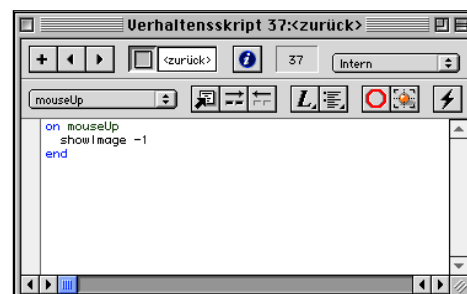 Verhaltensskript 37:<zurück>
<zurück> 37 Intern
mouseUp L
on mouseUp
showImage -1
end